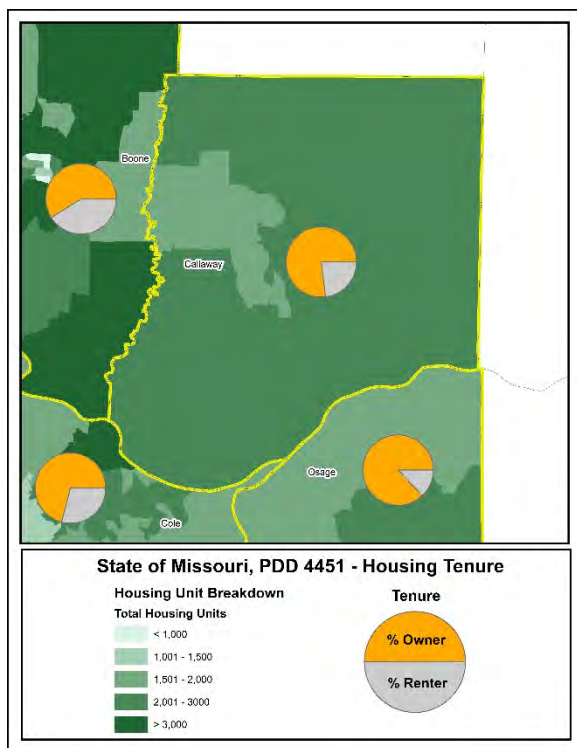 Boone
Callaway
Osage
Cole
State of Missouri, PDD 4451 - Housing Tenure
Housing Unit Breakdown
Total Housing Units
< 1,000
1,001 - 1,500
1,501 - 2,000
2,001 - 3000
> 3,000
Tenure
% Owner
% Renter